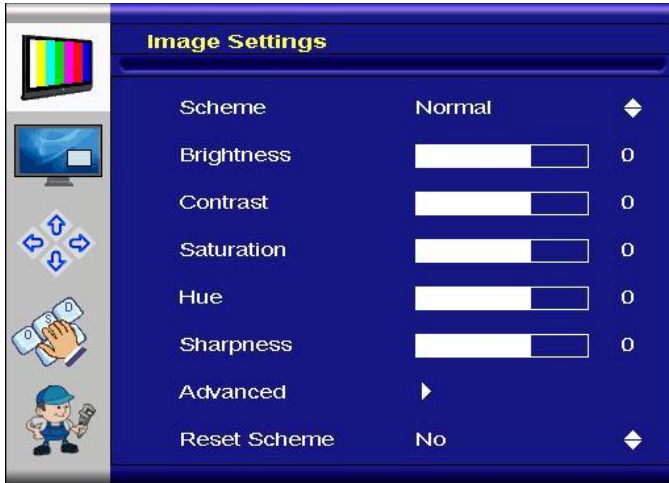 Image Settings
Scheme Normal
Brightness 0
Contrast 0
Saturation 0
Hue 0
Sharpness 0
Advanced
Reset Scheme No
O S D